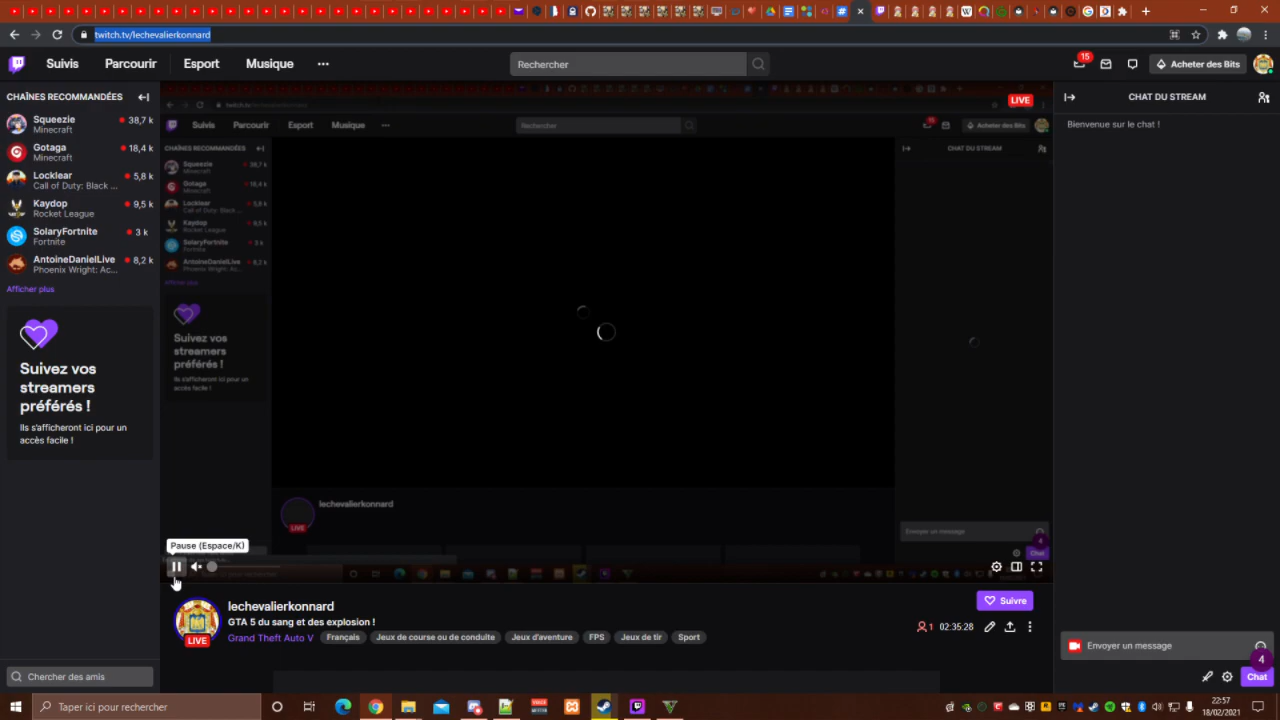 twitch.tv/lechevalierkonnard
Suivis Parcourir Esport Musique ••• Rechercher 15 Acheter des Bits
CHAÎNES RECOMMANDÉES
Squeezie 38,7 k
Minecraft
Gotaga 18,4 k
Minecraft
Locklear 5,8 k
Call of Duty: Black ...
Kaydop 9,5 k
Rocket League
SolaryFortnite 3 k
Fortnite
AntoineDanielLive 8,2 k
Phoenix Wright: Ac...
Afficher plus
Suivez vos
streamers
préférés !
Ils s'afficheront ici pour un
accès facile !
Chercher des amis
LIVE
Suivis Parcourir Esport Musique ••• Rechercher Acheter des Bits
CHAÎNES RECOMMANDÉES CHAT DU STREAM
Squeezie 38,7 k
Minecraft
Gotaga 18,4 k
Minecraft
Locklear 5,8 k
Call of Duty: Black ...
Kaydop 9,5 k
Rocket League
SolaryFortnite 3 k
Fortnite
AntoineDanielLive 8,2 k
Phoenix Wright: Ac...
Afficher plus
Suivez vos
streamers
préférés !
Ils s'afficheront ici pour un
accès facile !
lechevalierkonnard
LIVE
Envoyer un message
4
Chat
Pause (Espace/K)
lechevalierkonnard
GTA 5 du sang et des explosion !
Grand Theft Auto V Français Jeux de course ou de conduite Jeux d'aventure FPS Jeux de tir Sport
LIVE
Suivre
1 02:35:28
CHAT DU STREAM
Bienvenue sur le chat !
Envoyer un message
4
Chat
Taper ici pour rechercher
22:57
18/02/2021